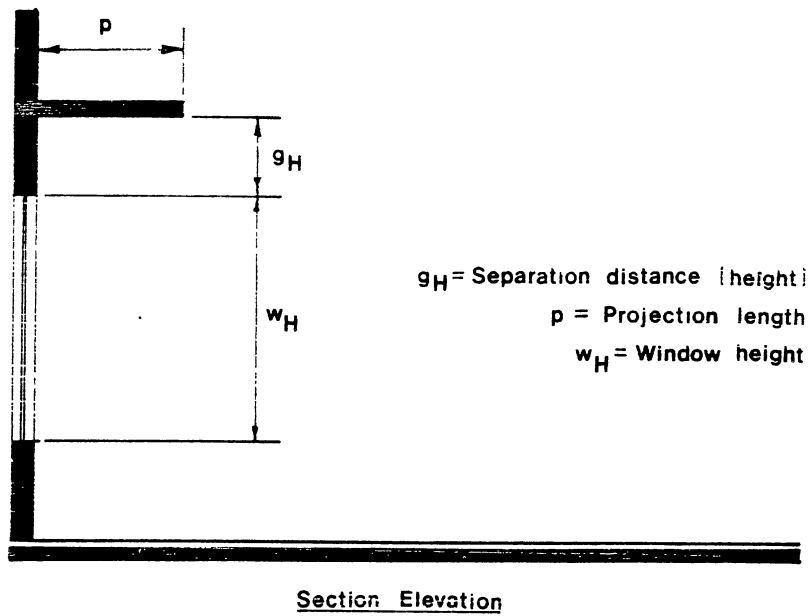 p
gH
wH
gH = Separation distance [height]
p = Projection length
wH = Window height
Section Elevation